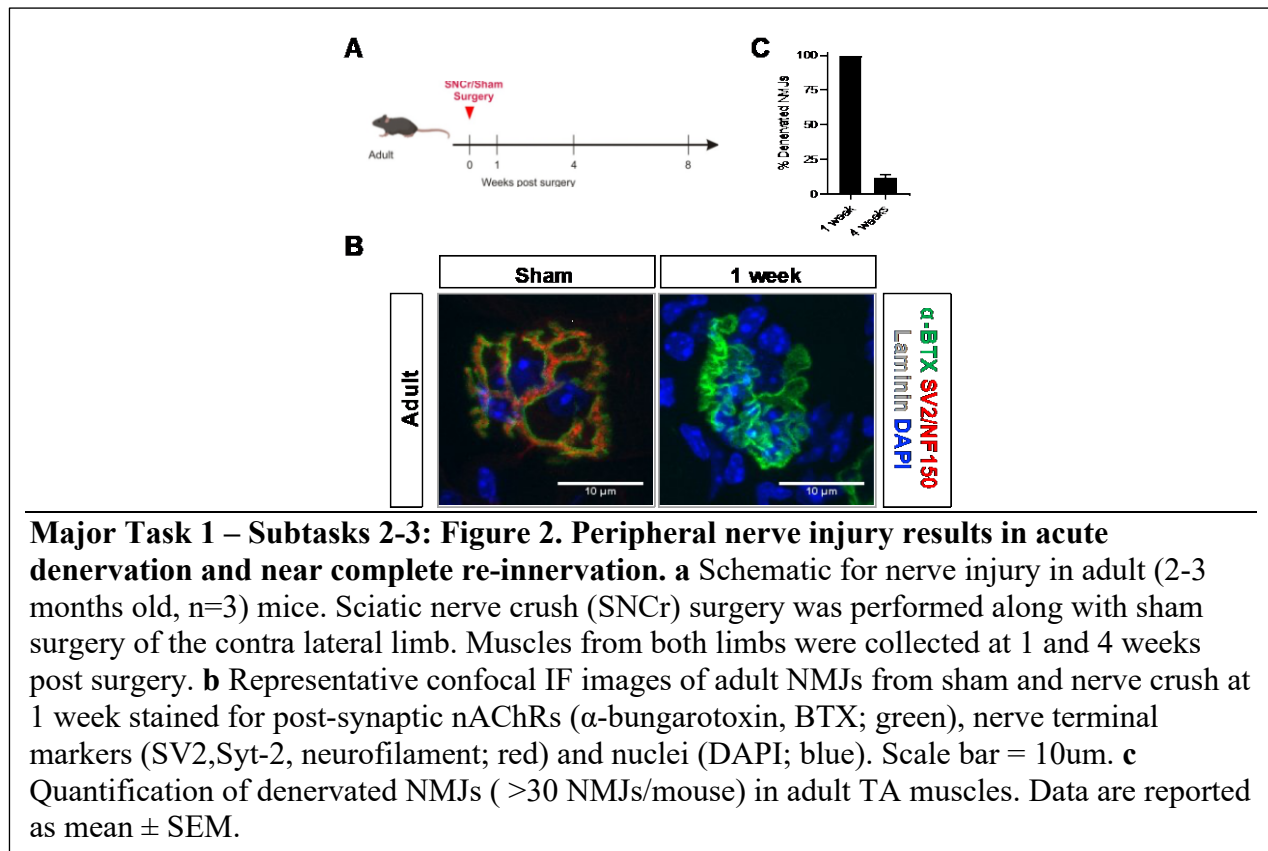 A
SNCr/Sham
Surgery
Adult
0 1 4 8
Weeks post surgery
C
% Denervated NMJs
100
75
50
25
0
1 week
4 weeks
B
Sham
1 week
Adult
10 µm
10 µm
α-BTX SV2/NF150
Laminin DAPI
Major Task 1 – Subtasks 2-3: Figure 2. Peripheral nerve injury results in acute
denervation and near complete re-innervation. a Schematic for nerve injury in adult (2-3
months old, n=3) mice. Sciatic nerve crush (SNCr) surgery was performed along with sham
surgery of the contra lateral limb. Muscles from both limbs were collected at 1 and 4 weeks
post surgery. b Representative confocal IF images of adult NMJs from sham and nerve crush at
1 week stained for post-synaptic nAChRs (α-bungarotoxin, BTX; green), nerve terminal
markers (SV2,Syt-2, neurofilament; red) and nuclei (DAPI; blue). Scale bar = 10um. c
Quantification of denervated NMJs ( >30 NMJs/mouse) in adult TA muscles. Data are reported
as mean ± SEM.